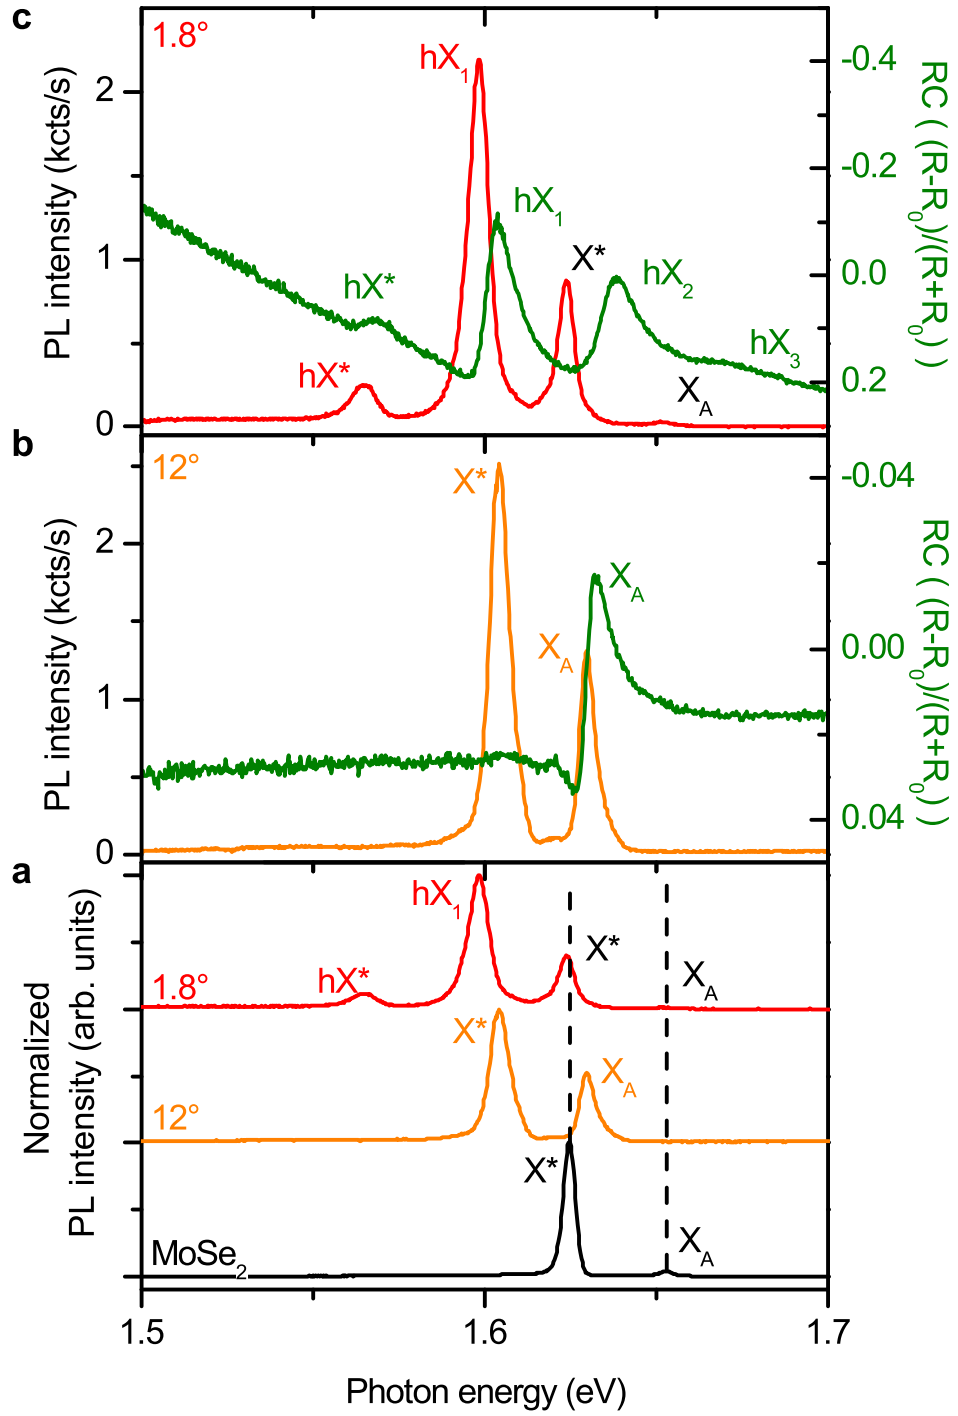 c
1.8°
hX1
-0.4
2
-0.2
hX1
X*
hX*
hX2
0.0
1
hX3
hX*
XA
0.2
0
PL intensity (kcts/s)
RC ( (R-R0)/(R+R0) )
b
12°
X*
-0.04
2
XA
XA
0.00
1
0.04
0
PL intensity (kcts/s)
RC ( (R-R0)/(R+R0) )
a
hX1
X*
1.8°
hX*
XA
X*
XA
12°
X*
MoSe2
XA
Normalized
PL intensity (arb. units)
1.5
1.6
1.7
Photon energy (eV)